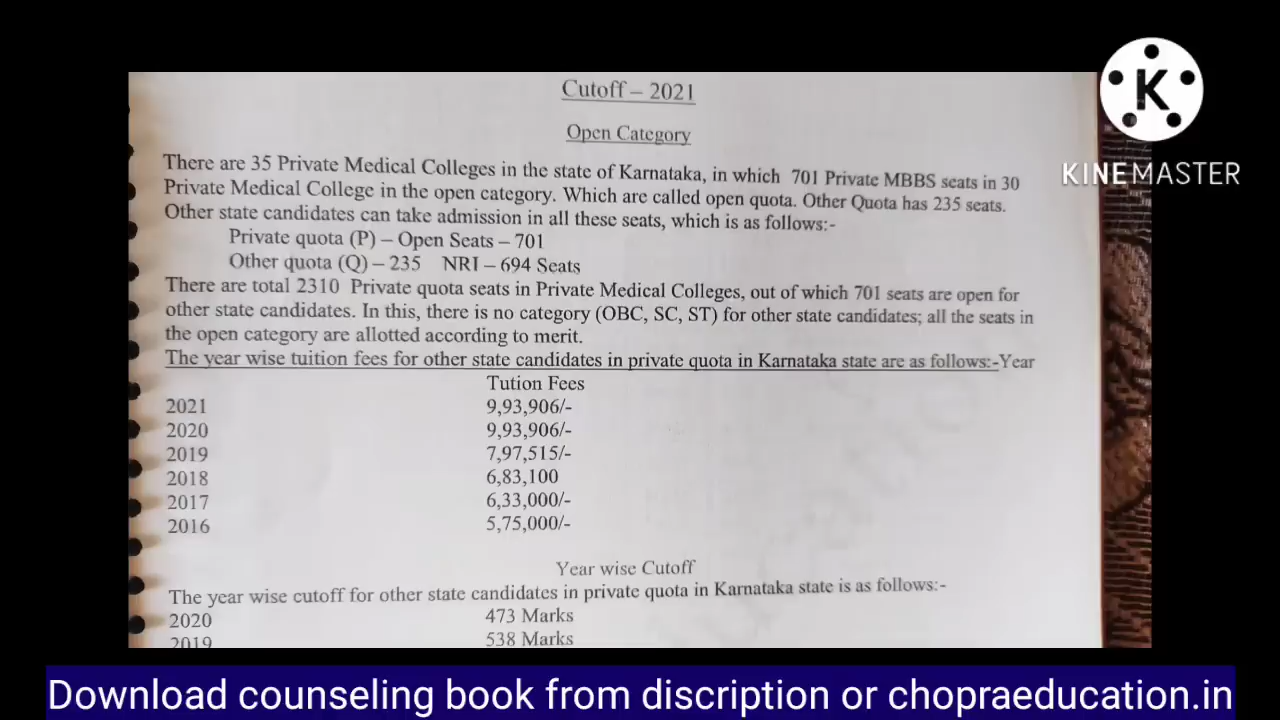 Cutoff – 2021
Open Category
There are 35 Private Medical Colleges in the state of Karnataka, in which 701 Private MBBS seats in 30
Private Medical College in the open category. Which are called open quota. Other Quota has 235 seats.
Other state candidates can take admission in all these seats, which is as follows:-
Private quota (P) – Open Seats – 701
Other quota (Q) – 235 NRI – 694 Seats
There are total 2310 Private quota seats in Private Medical Colleges, out of which 701 seats are open for
other state candidates. In this, there is no category (OBC, SC, ST) for other state candidates; all the seats in
the open category are allotted according to merit.
The year wise tuition fees for other state candidates in private quota in Karnataka state are as follows:-Year
Tution Fees
2021 9,93,906/-
2020 9,93,906/-
2019 7,97,515/-
2018 6,83,100
2017 6,33,000/-
2016 5,75,000/-
Year wise Cutoff
The year wise cutoff for other state candidates in private quota in Karnataka state is as follows:-
2020 473 Marks
2019 538 Marks
K
KINEMASTER
Download counseling book from discription or chopraeducation.in